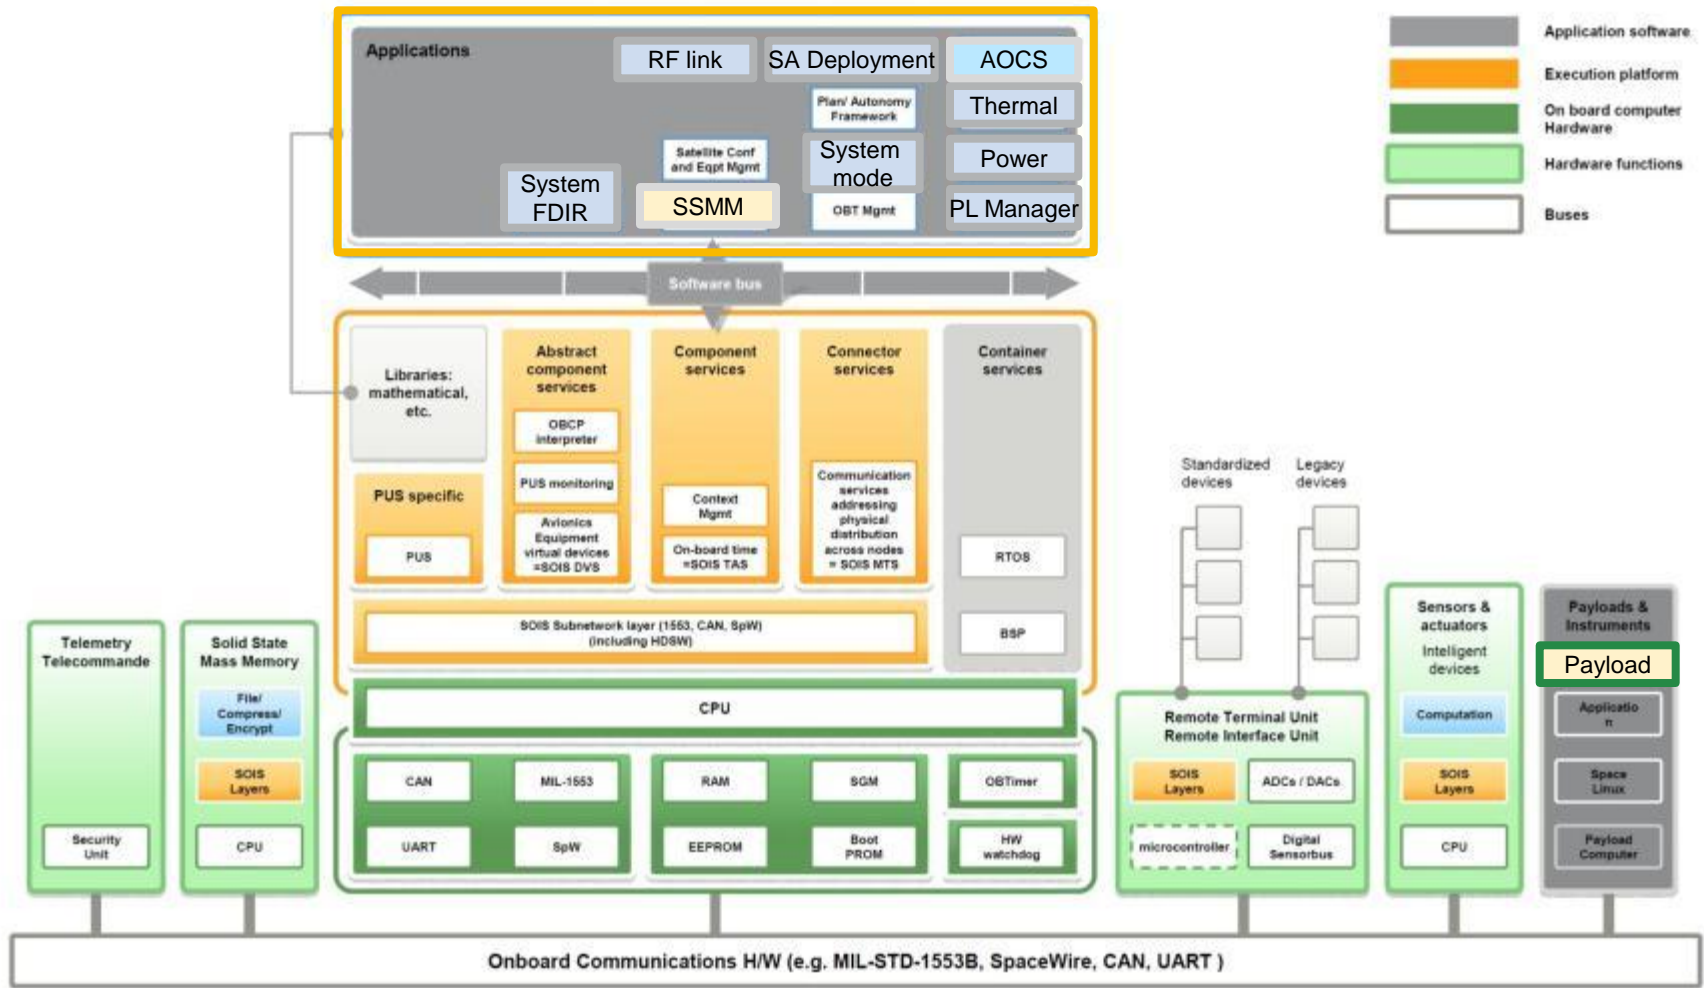 Applications
RF link
SA Deployment
AOCS
Plan/ Autonomy
Framework
Thermal
Satellite Conf
and Eqpt Mgmt
System
mode
Power
System
FDIR
SSMM
OBT Mgmt
PL Manager
Application software
Execution platform
On board computer
Hardware
Hardware functions
Buses
Software bus
Libraries:
mathematical,
etc.
Abstract
component
services
Component
services
Connector
services
Container
services
OBCP
interpreter
PUS monitoring
Avionics
Equipment
virtual devices
=SOIS DVS
PUS specific
PUS
Context
Mgmt
On-board time
=SOIS TAS
Communication
services
addressing
physical
distribution
across nodes
= SOIS MTS
RTOS
SOIS Subnetwork layer (1553, CAN, SpW)
(including HDSW)
BSP
CPU
CAN
MIL-1553
RAM
SGM
OBTimer
UART
SpW
EEPROM
Boot
PROM
HW
watchdog
Telemetry
Telecommande
Security
Unit
Solid State
Mass Memory
File/
Compress/
Encrypt
SOIS
Layers
CPU
Standardized
devices
Legacy
devices
Remote Terminal Unit
Remote Interface Unit
SOIS
Layers
ADCs / DACs
microcontroller
Digital
Sensorbus
Sensors &
actuators
Intelligent
devices
Computation
SOIS
Layers
CPU
Payloads &
Instruments
Payload
Applicatio
n
Space
Linux
Payload
Computer
Onboard Communications H/W (e.g. MIL-STD-1553B, SpaceWire, CAN, UART )